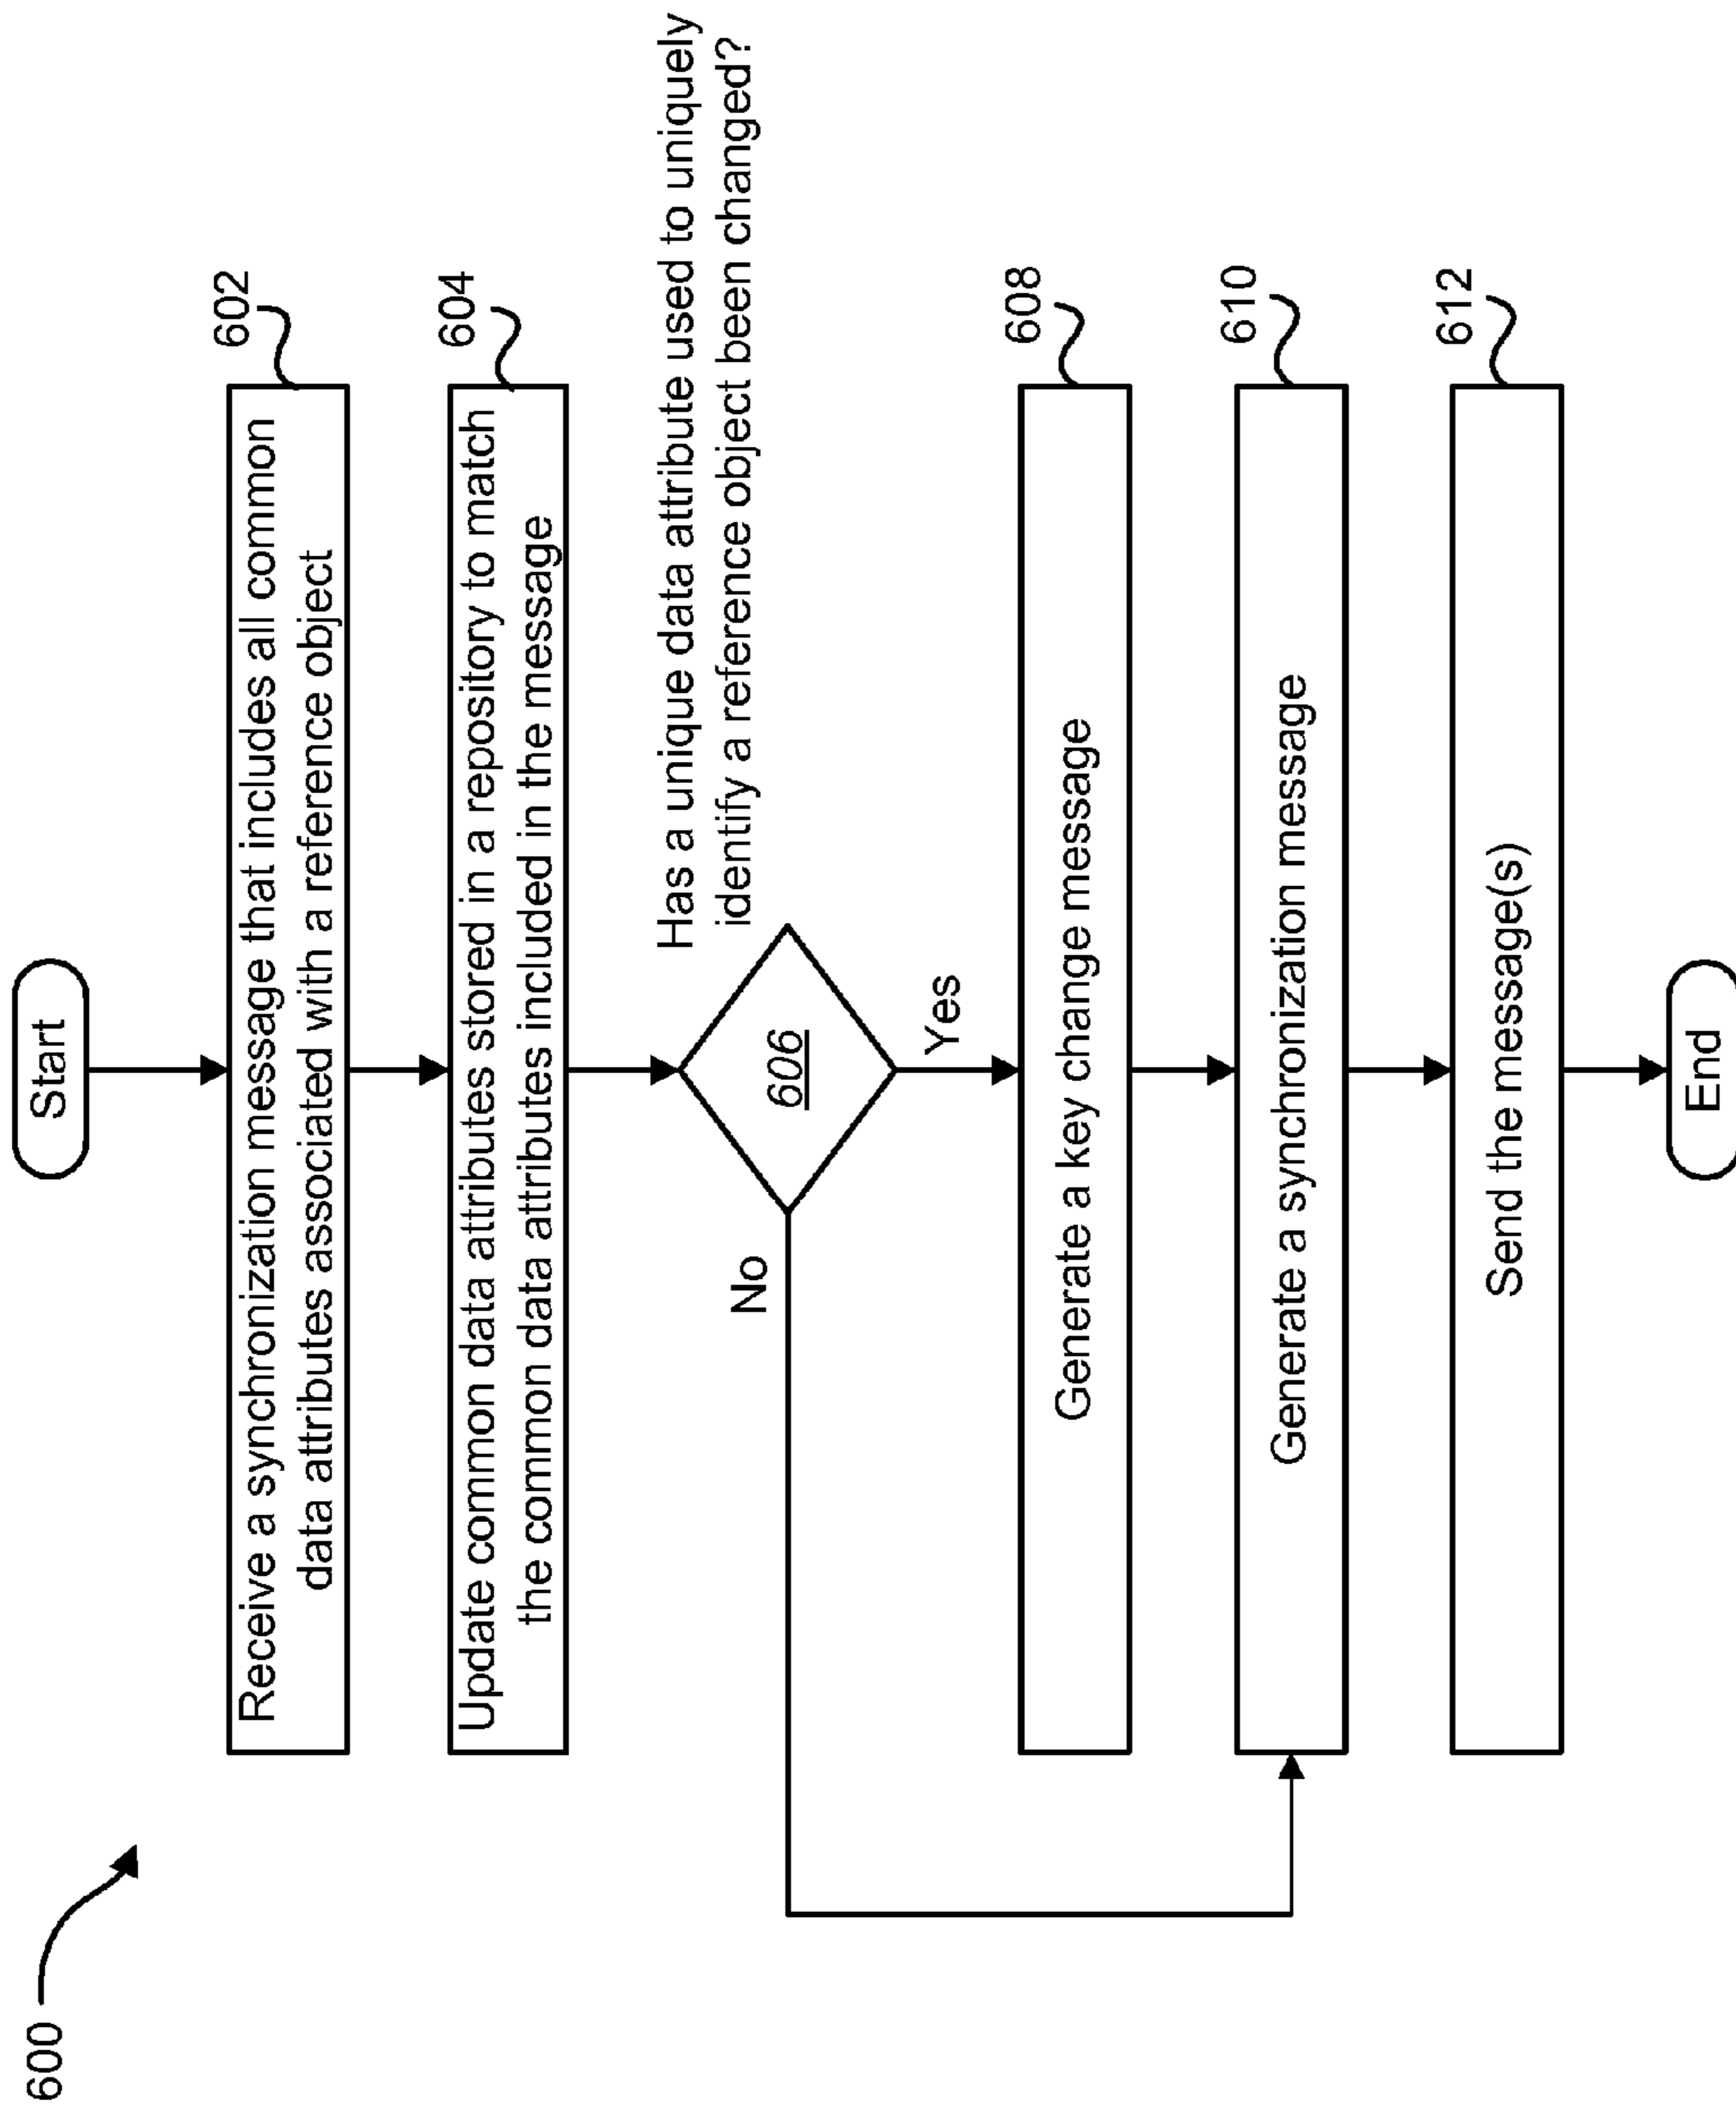 600
Start
602
Receive a synchronization message that includes all common
data attributes associated with a reference object
604
Update common data attributes stored in a repository to match
the common data attributes included in the message
Has a unique data attribute used to uniquely
identify a reference object been changed?
606
No
Yes
608
Generate a key change message
610
Generate a synchronization message
612
Send the message(s)
End